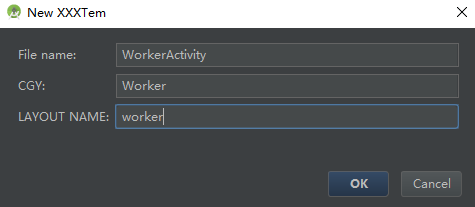 New XXXTem
File name: WorkerActivity
CGY: Worker
LAYOUT NAME: worker
OK Cancel